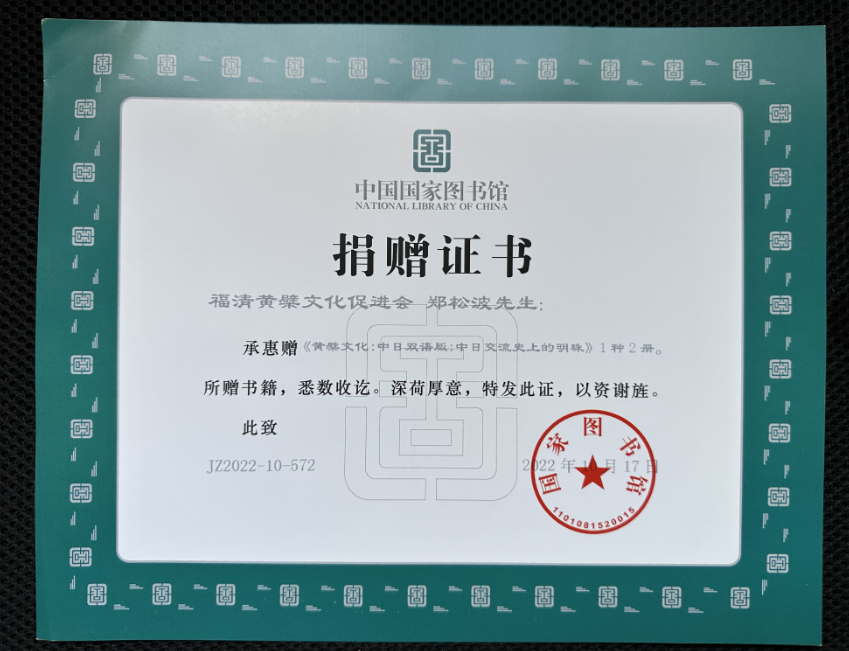 中国国家图书馆
NATIONAL LIBRARY OF CHINA
捐赠证书
福清黄檗文化促进会 郑松波先生：
承惠赠《黄檗文化：中日双语版：中日交流史上的明珠》1种2册。
所赠书籍，悉数收讫。深荷厚意，特发此证，以资谢旌。
此致
JZ2022-10-572
2022年10月17日
国家图书馆
1101081520015